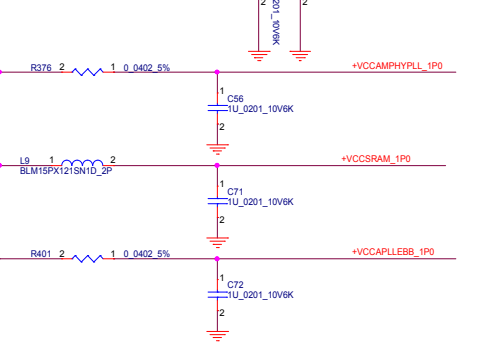 2
2
201_10V6K
R376 2 1 0_0402_5% +VCCAMPHYPLL_1P0
1
C56
1U_0201_10V6K
2
L9 1 2 +VCCSRAM_1P0
BLM15PX121SN1D_2P
1
C71
1U_0201_10V6K
2
R401 2 1 0_0402_5% +VCCAPLLEBB_1P0
1
C72
1U_0201_10V6K
2